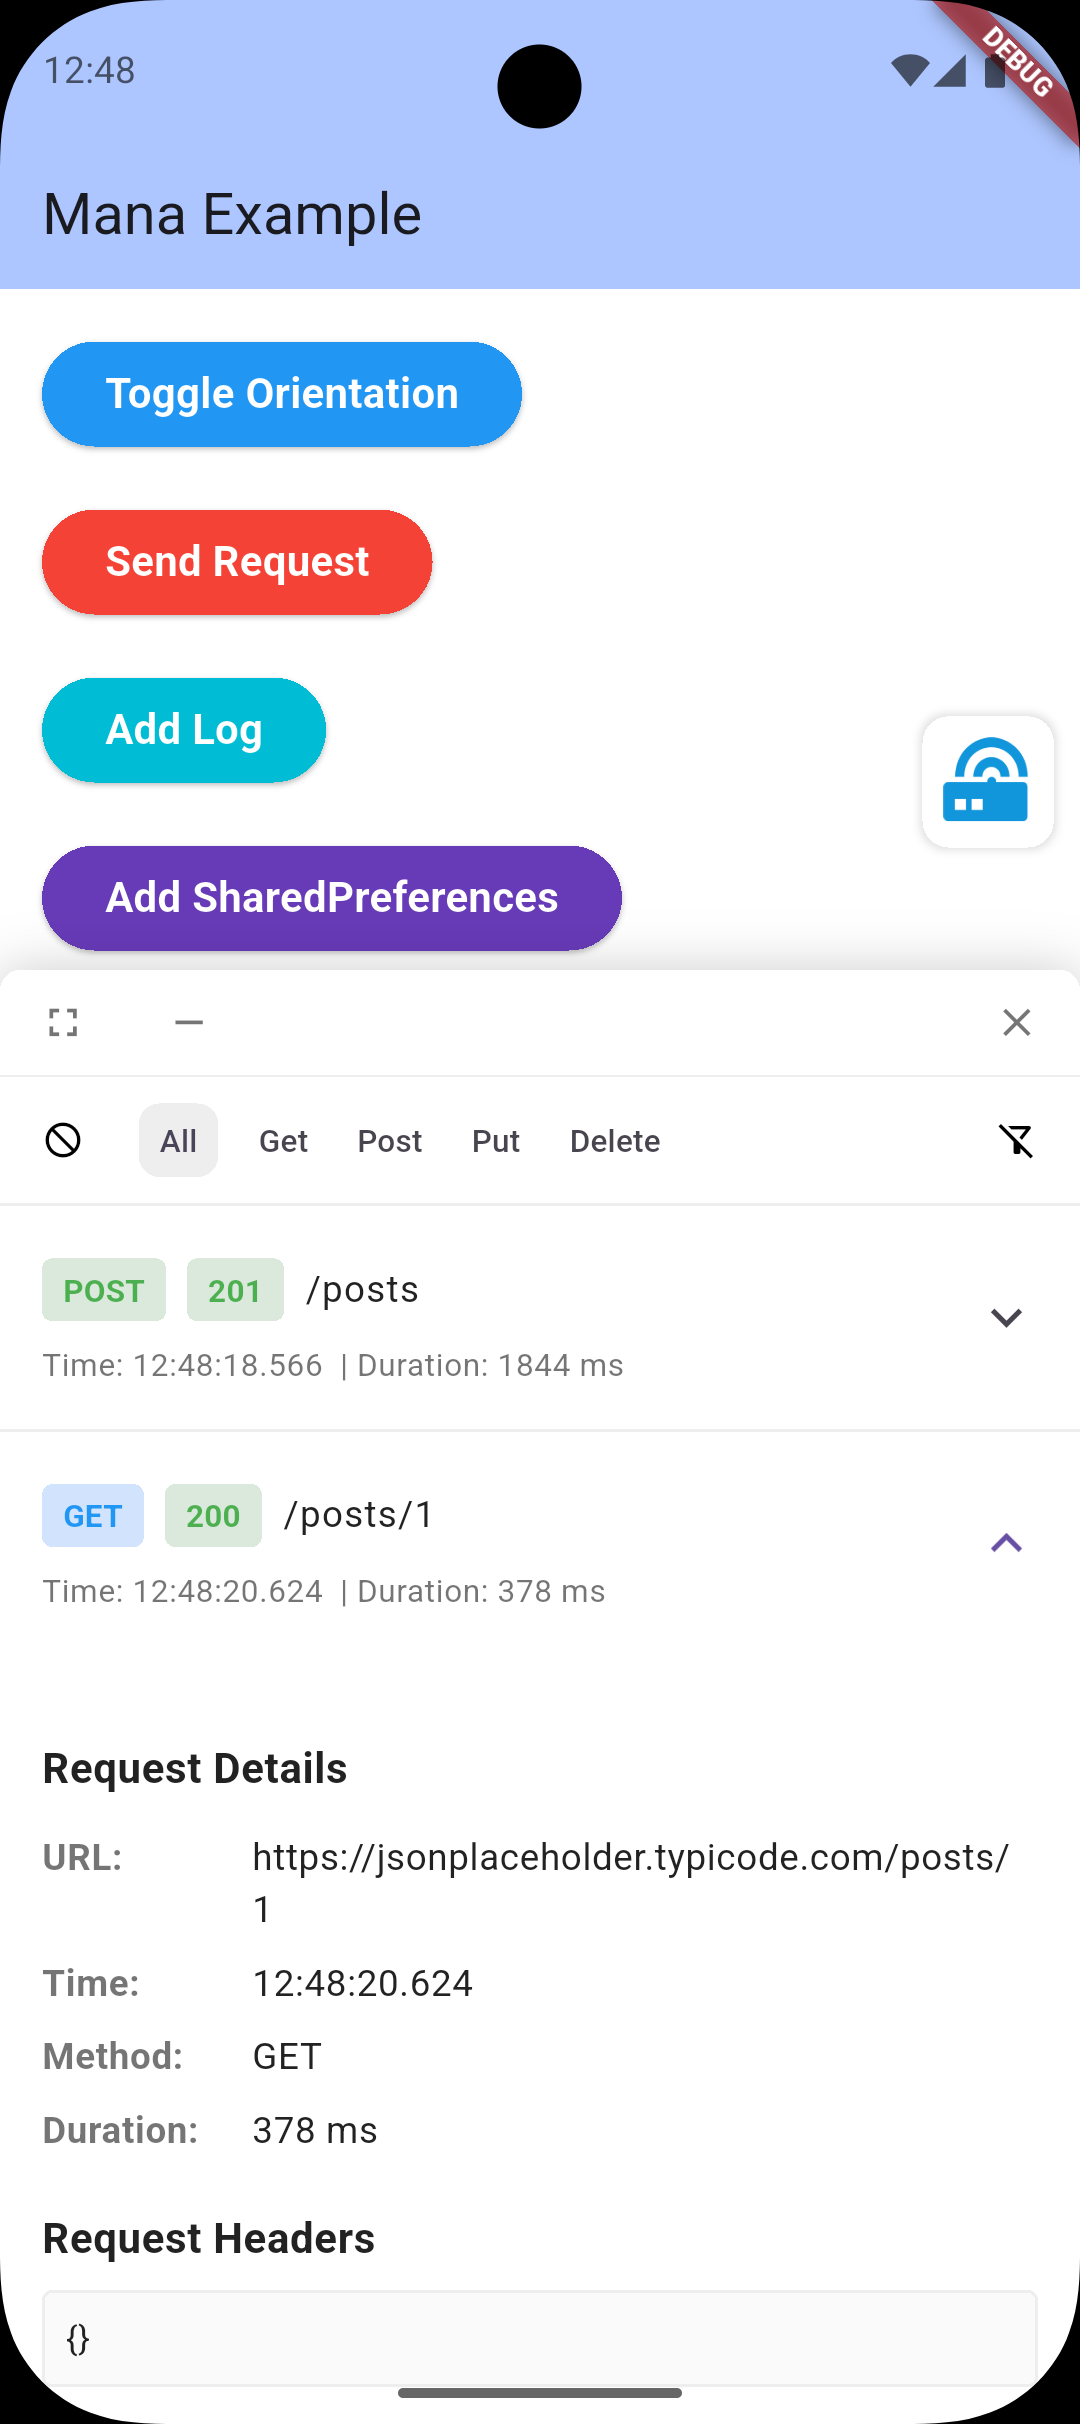 12:48
DEBUG
Mana Example
Toggle Orientation
Send Request
Add Log
Add SharedPreferences
All Get Post Put Delete
POST 201 /posts
Time: 12:48:18.566 | Duration: 1844 ms
GET 200 /posts/1
Time: 12:48:20.624 | Duration: 378 ms
Request Details
URL: https://jsonplaceholder.typicode.com/posts/
1
Time: 12:48:20.624
Method: GET
Duration: 378 ms
Request Headers
{}